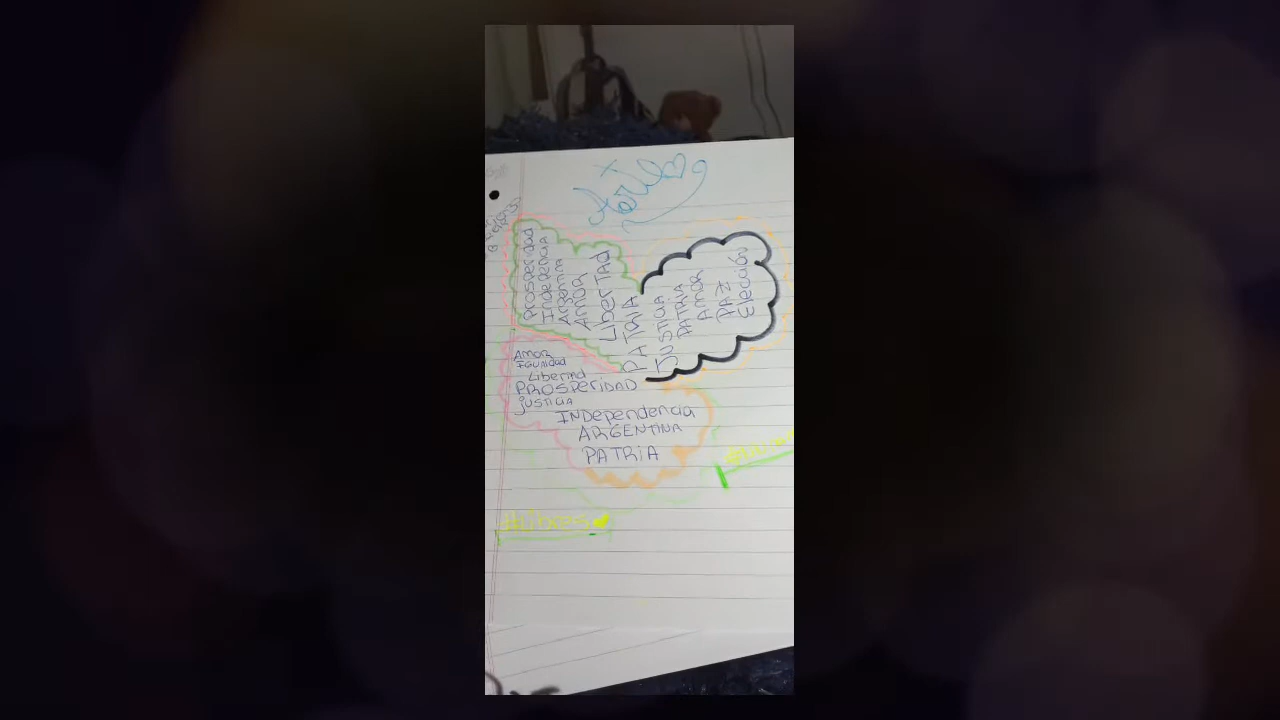 Prosperidad
Independencia
Argentina
Amor
LiberTAd
PATRIA
JUSTICIA
PATRIA
Amor
PAZ
Elección
Amor
IGUAldad
Libertad
PROSPeriDAD
jUSTICIA
INDependencia
ARGENTINA
PATRiA